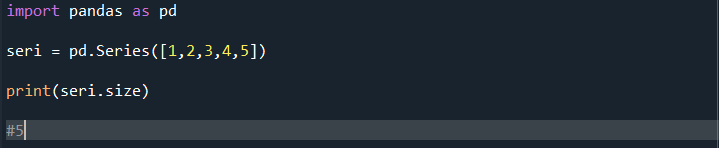 import pandas as pd
seri = pd.Series([1,2,3,4,5])
print(seri.size)
#5